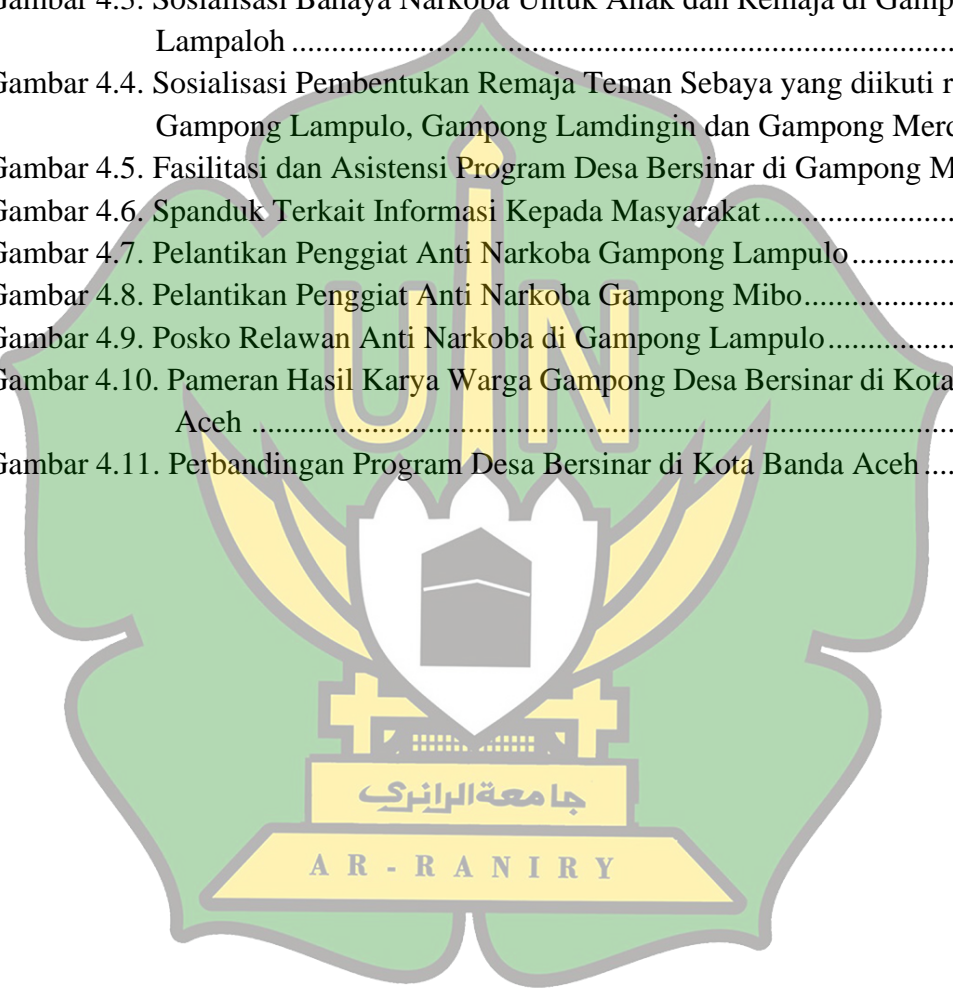 Gambar 4.3. Sosialisasi Bahaya Narkoba Untuk Anak dan Remaja di
Lampaloh ....................................................
Gambar 4.4. Sosialisasi Pembentukan Remaja Teman Sebaya yang diikuti
Gampong Lampulo, Gampong Lamdingin dan Gampong
Gambar 4.5. Fasilitasi dan Asistensi Program Desa Bersinar di Gampong
Gambar 4.6. Spanduk Terkait Informasi Kepada Masyarakat....................
Gambar 4.7. Pelantikan Penggiat Anti Narkoba Gampong Lampulo..........
Gambar 4.8. Pelantikan Penggiat Anti Narkoba Gampong Mibo................
Gambar 4.9. Posko Relawan Anti Narkoba di Gampong Lampulo.............
Gambar 4.10. Pameran Hasil Karya Warga Gampong Desa Bersinar di Kota
Aceh ....................................................
Gambar 4.11. Perbandingan Program Desa Bersinar di Kota Banda Aceh ....
UIN
جامعة الرانري
AR-RANIRY